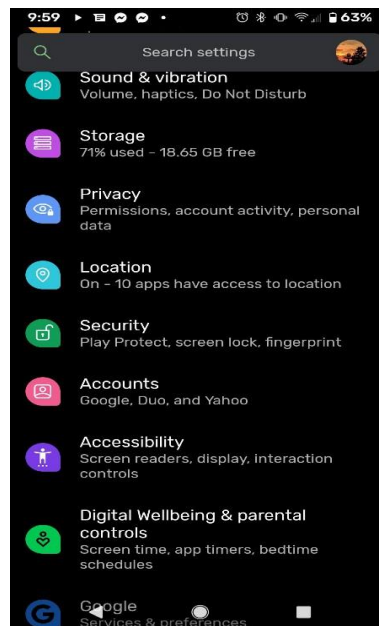 9:59
63%
Search settings
Sound & vibration
Volume, haptics, Do Not Disturb
Storage
71% used - 18.65 GB free
Privacy
Permissions, account activity, personal
data
Location
On - 10 apps have access to location
Security
Play Protect, screen lock, fingerprint
Accounts
Google, Duo, and Yahoo
Accessibility
Screen readers, display, interaction
controls
Digital Wellbeing & parental
controls
Screen time, app timers, bedtime
schedules
Google
Services & preferences